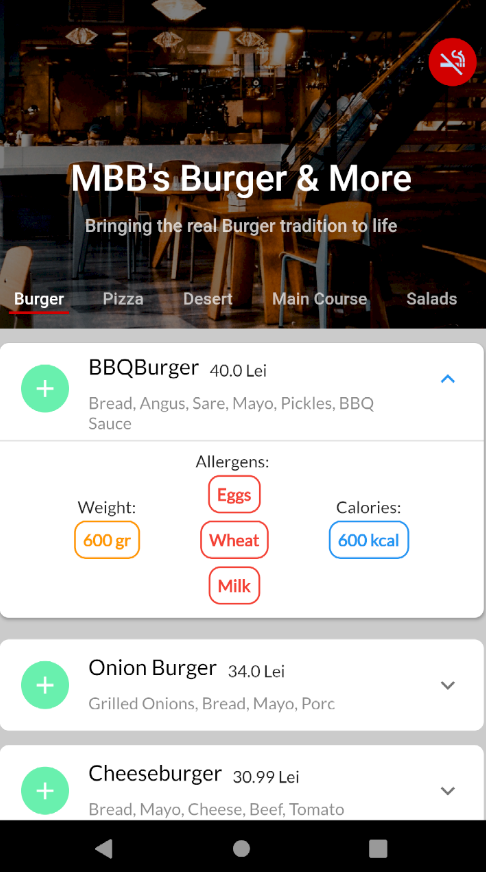 MBB's Burger & More
Bringing the real Burger tradition to life
Burger Pizza Desert Main Course Salads
BBQBurger 40.0 Lei
Bread, Angus, Sare, Mayo, Pickles, BBQ
Sauce
Allergens:
Weight:
Calories:
Eggs
600 gr
Wheat
600 kcal
Milk
Onion Burger 34.0 Lei
Grilled Onions, Bread, Mayo, Porc
Cheeseburger 30.99 Lei
Bread, Mayo, Cheese, Beef, Tomato